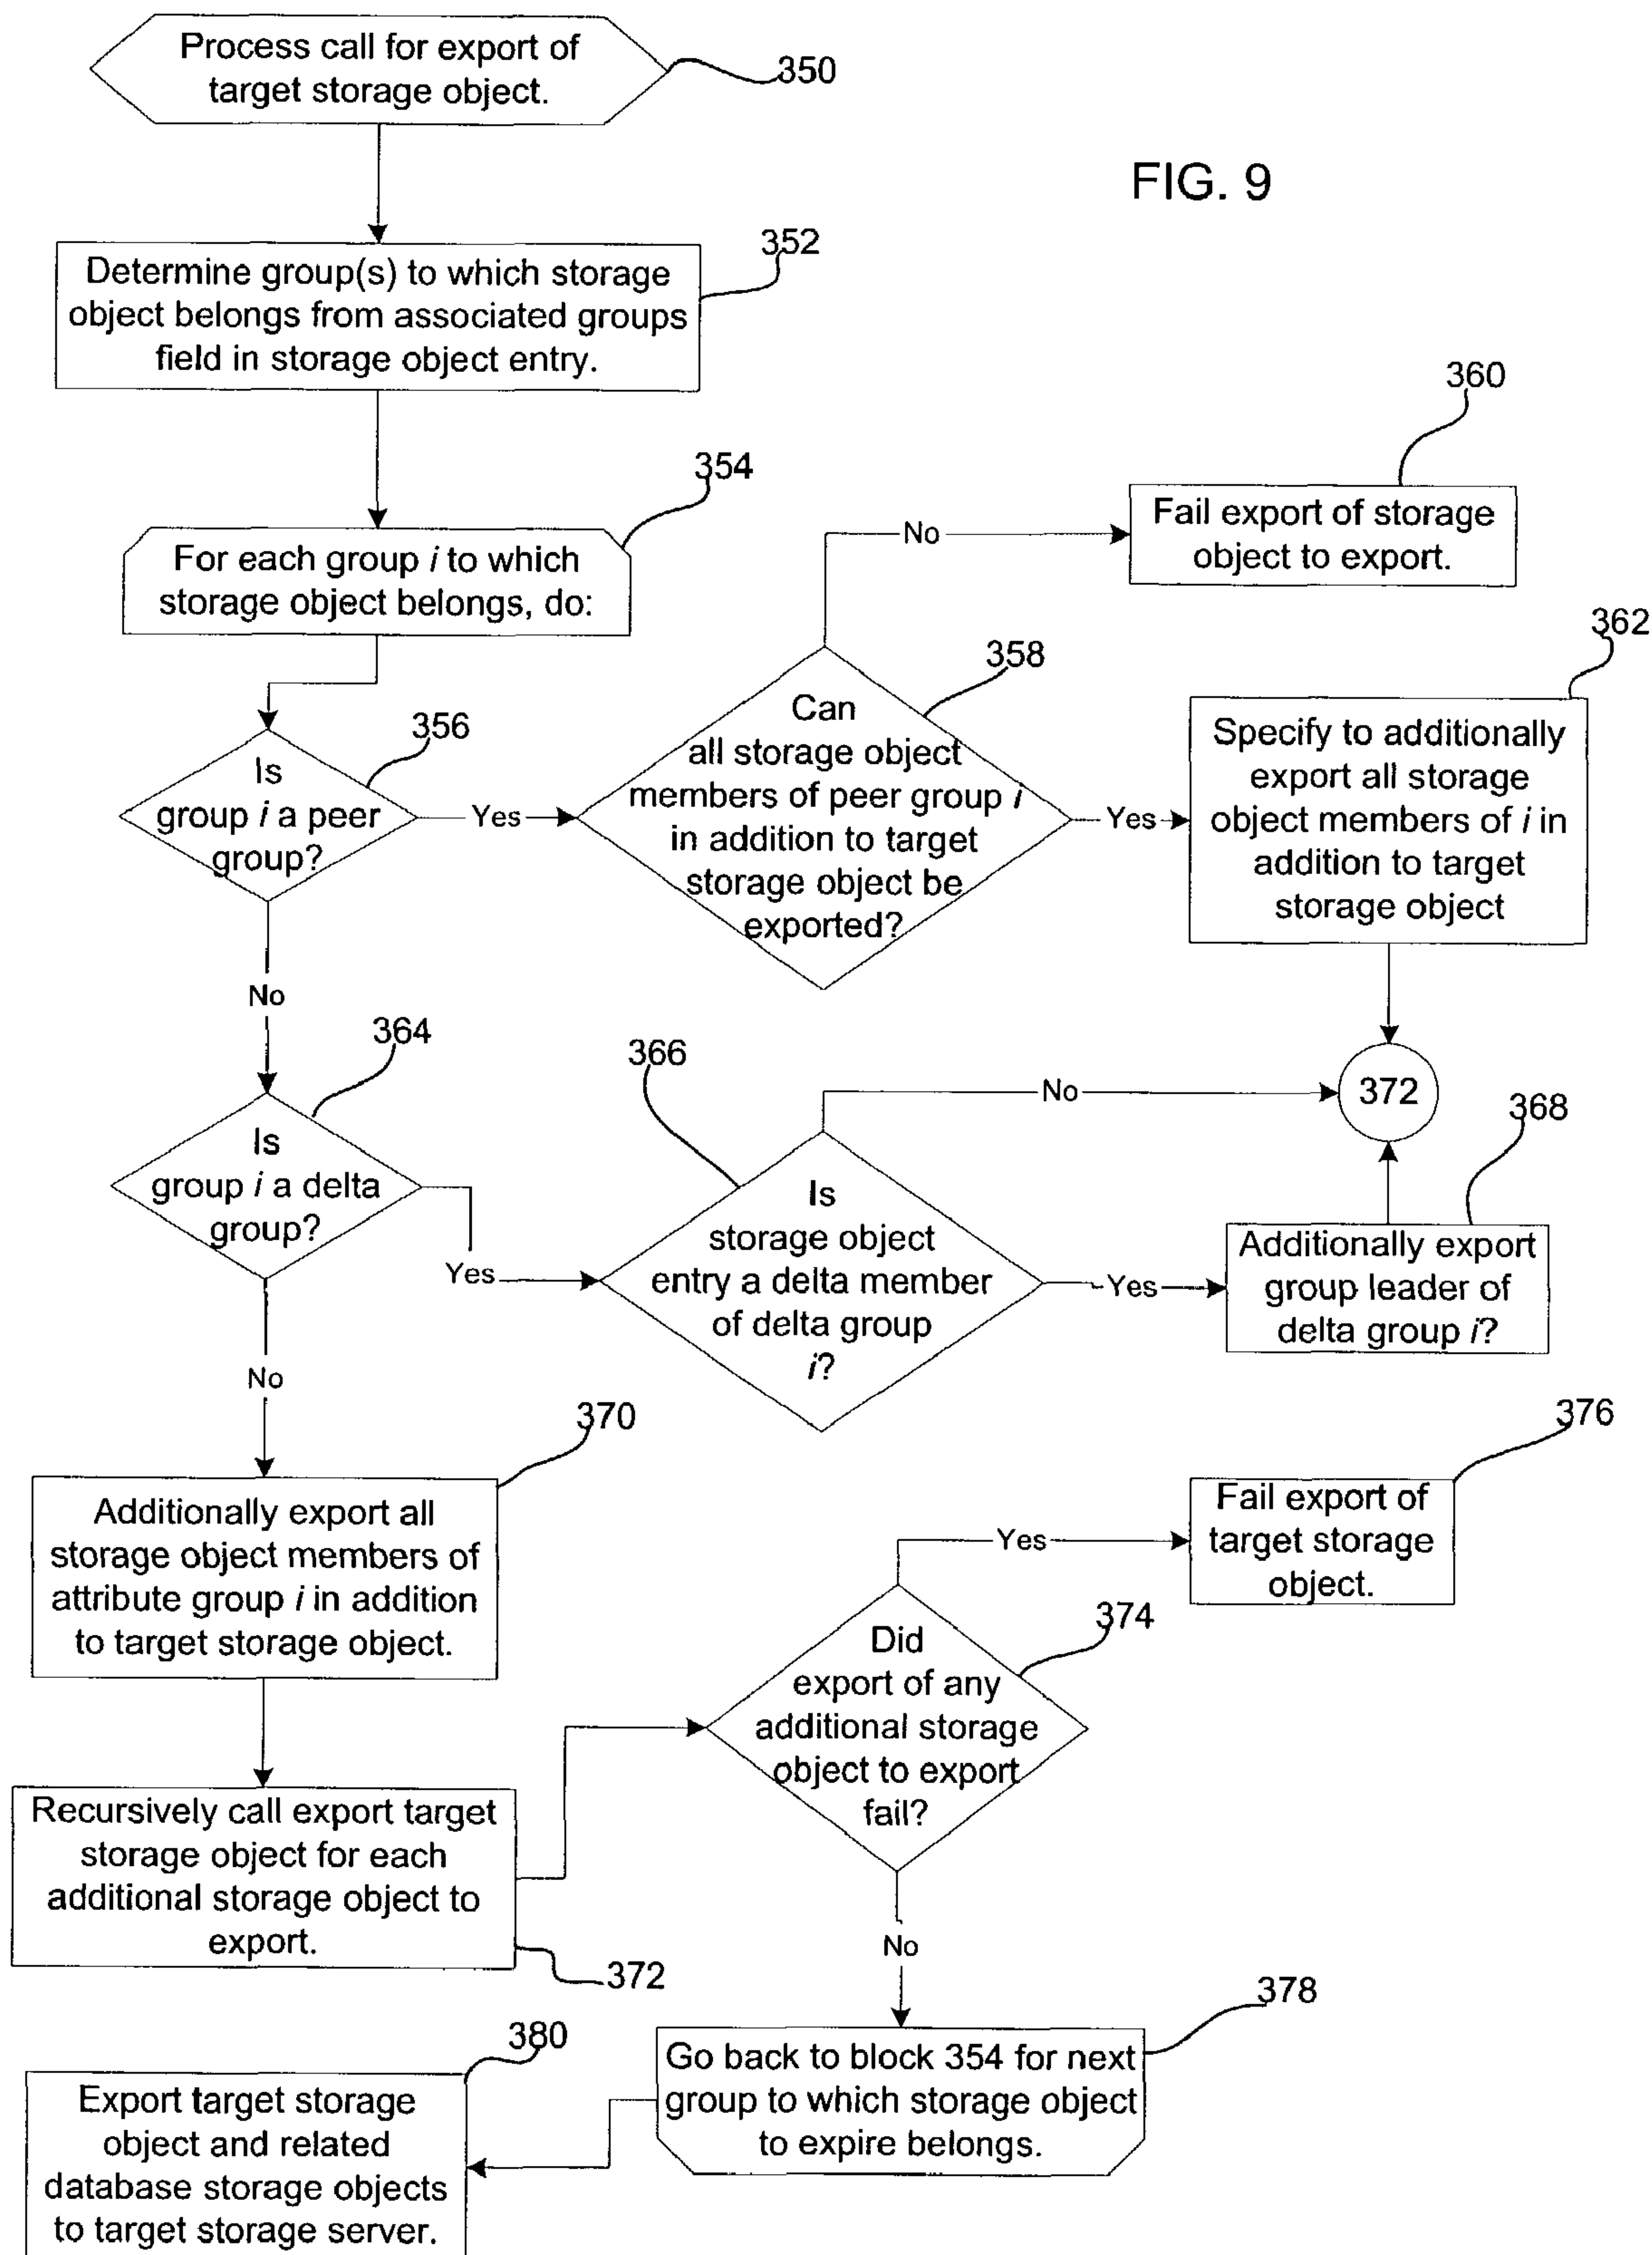 Process call for export of
target storage object.
350
FIG. 9
352
Determine group(s) to which storage
object belongs from associated groups
field in storage object entry.
354
For each group i to which
storage object belongs, do:
360
No
Fail export of storage
object to export.
356
Is
group i a peer
group?
Yes
358
Can
all storage object
members of peer group i
in addition to target
storage object be
exported?
Yes
362
Specify to additionally
export all storage
object members of i in
addition to target
storage object
No
364
Is
group i a delta
group?
Yes
366
Is
storage object
entry a delta member
of delta group
i?
No
372
Yes
368
Additionally export
group leader of
delta group i?
No
370
Additionally export all
storage object members of
attribute group i in addition
to target storage object.
376
Yes
Fail export of
target storage
object.
374
Did
export of any
additional storage
object to export
fail?
Recursively call export target
storage object for each
additional storage object to
export.
372
No
378
Go back to block 354 for next
group to which storage object
to expire belongs.
380
Export target storage
object and related
database storage objects
to target storage server.